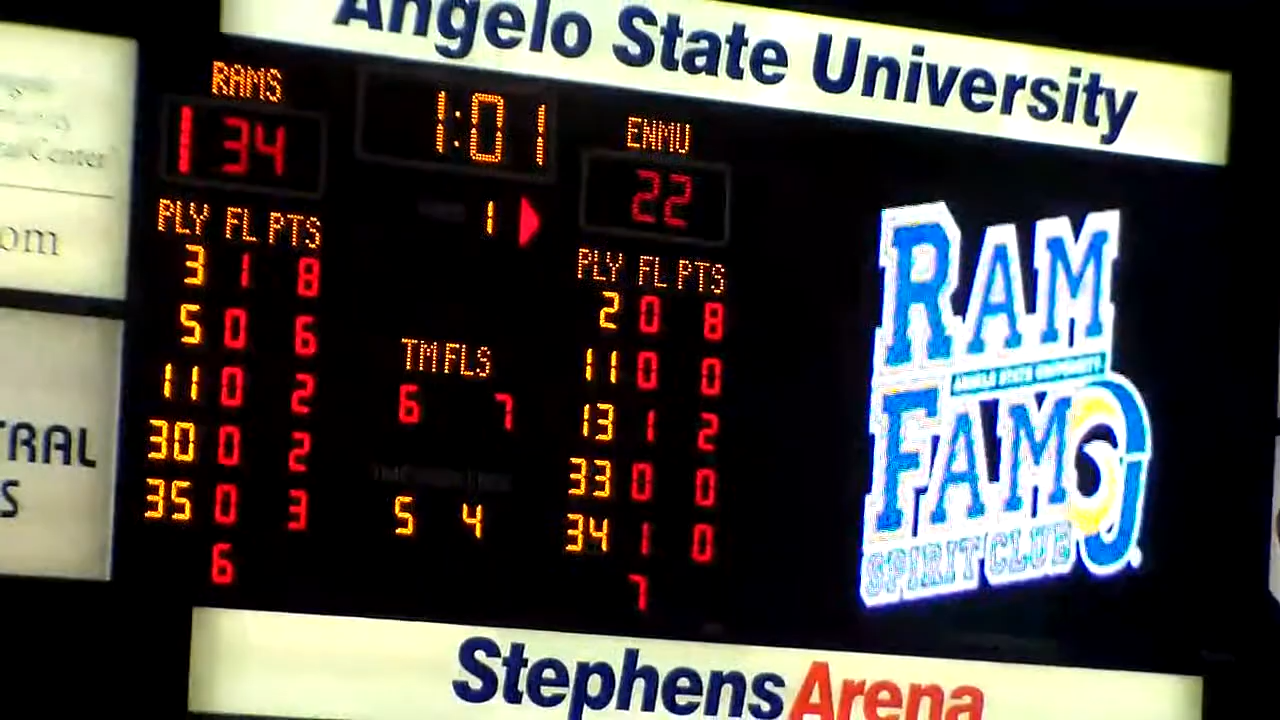 Angelo State University
RAMS 1:01 ENMU
34 22
1
PLY FL PTS PLY FL PTS
3 1 8 2 0 8
5 0 6 11 0 0
11 0 2 13 1 2
30 0 2 33 0 0
35 0 3 34 1 0
6 7
TM FLS
6 7
5 4
RAM
ANGELO STATE UNIVERSITY
FAM
SPIRIT CLUB
Center
om
TRAL
S
Stephens Arena